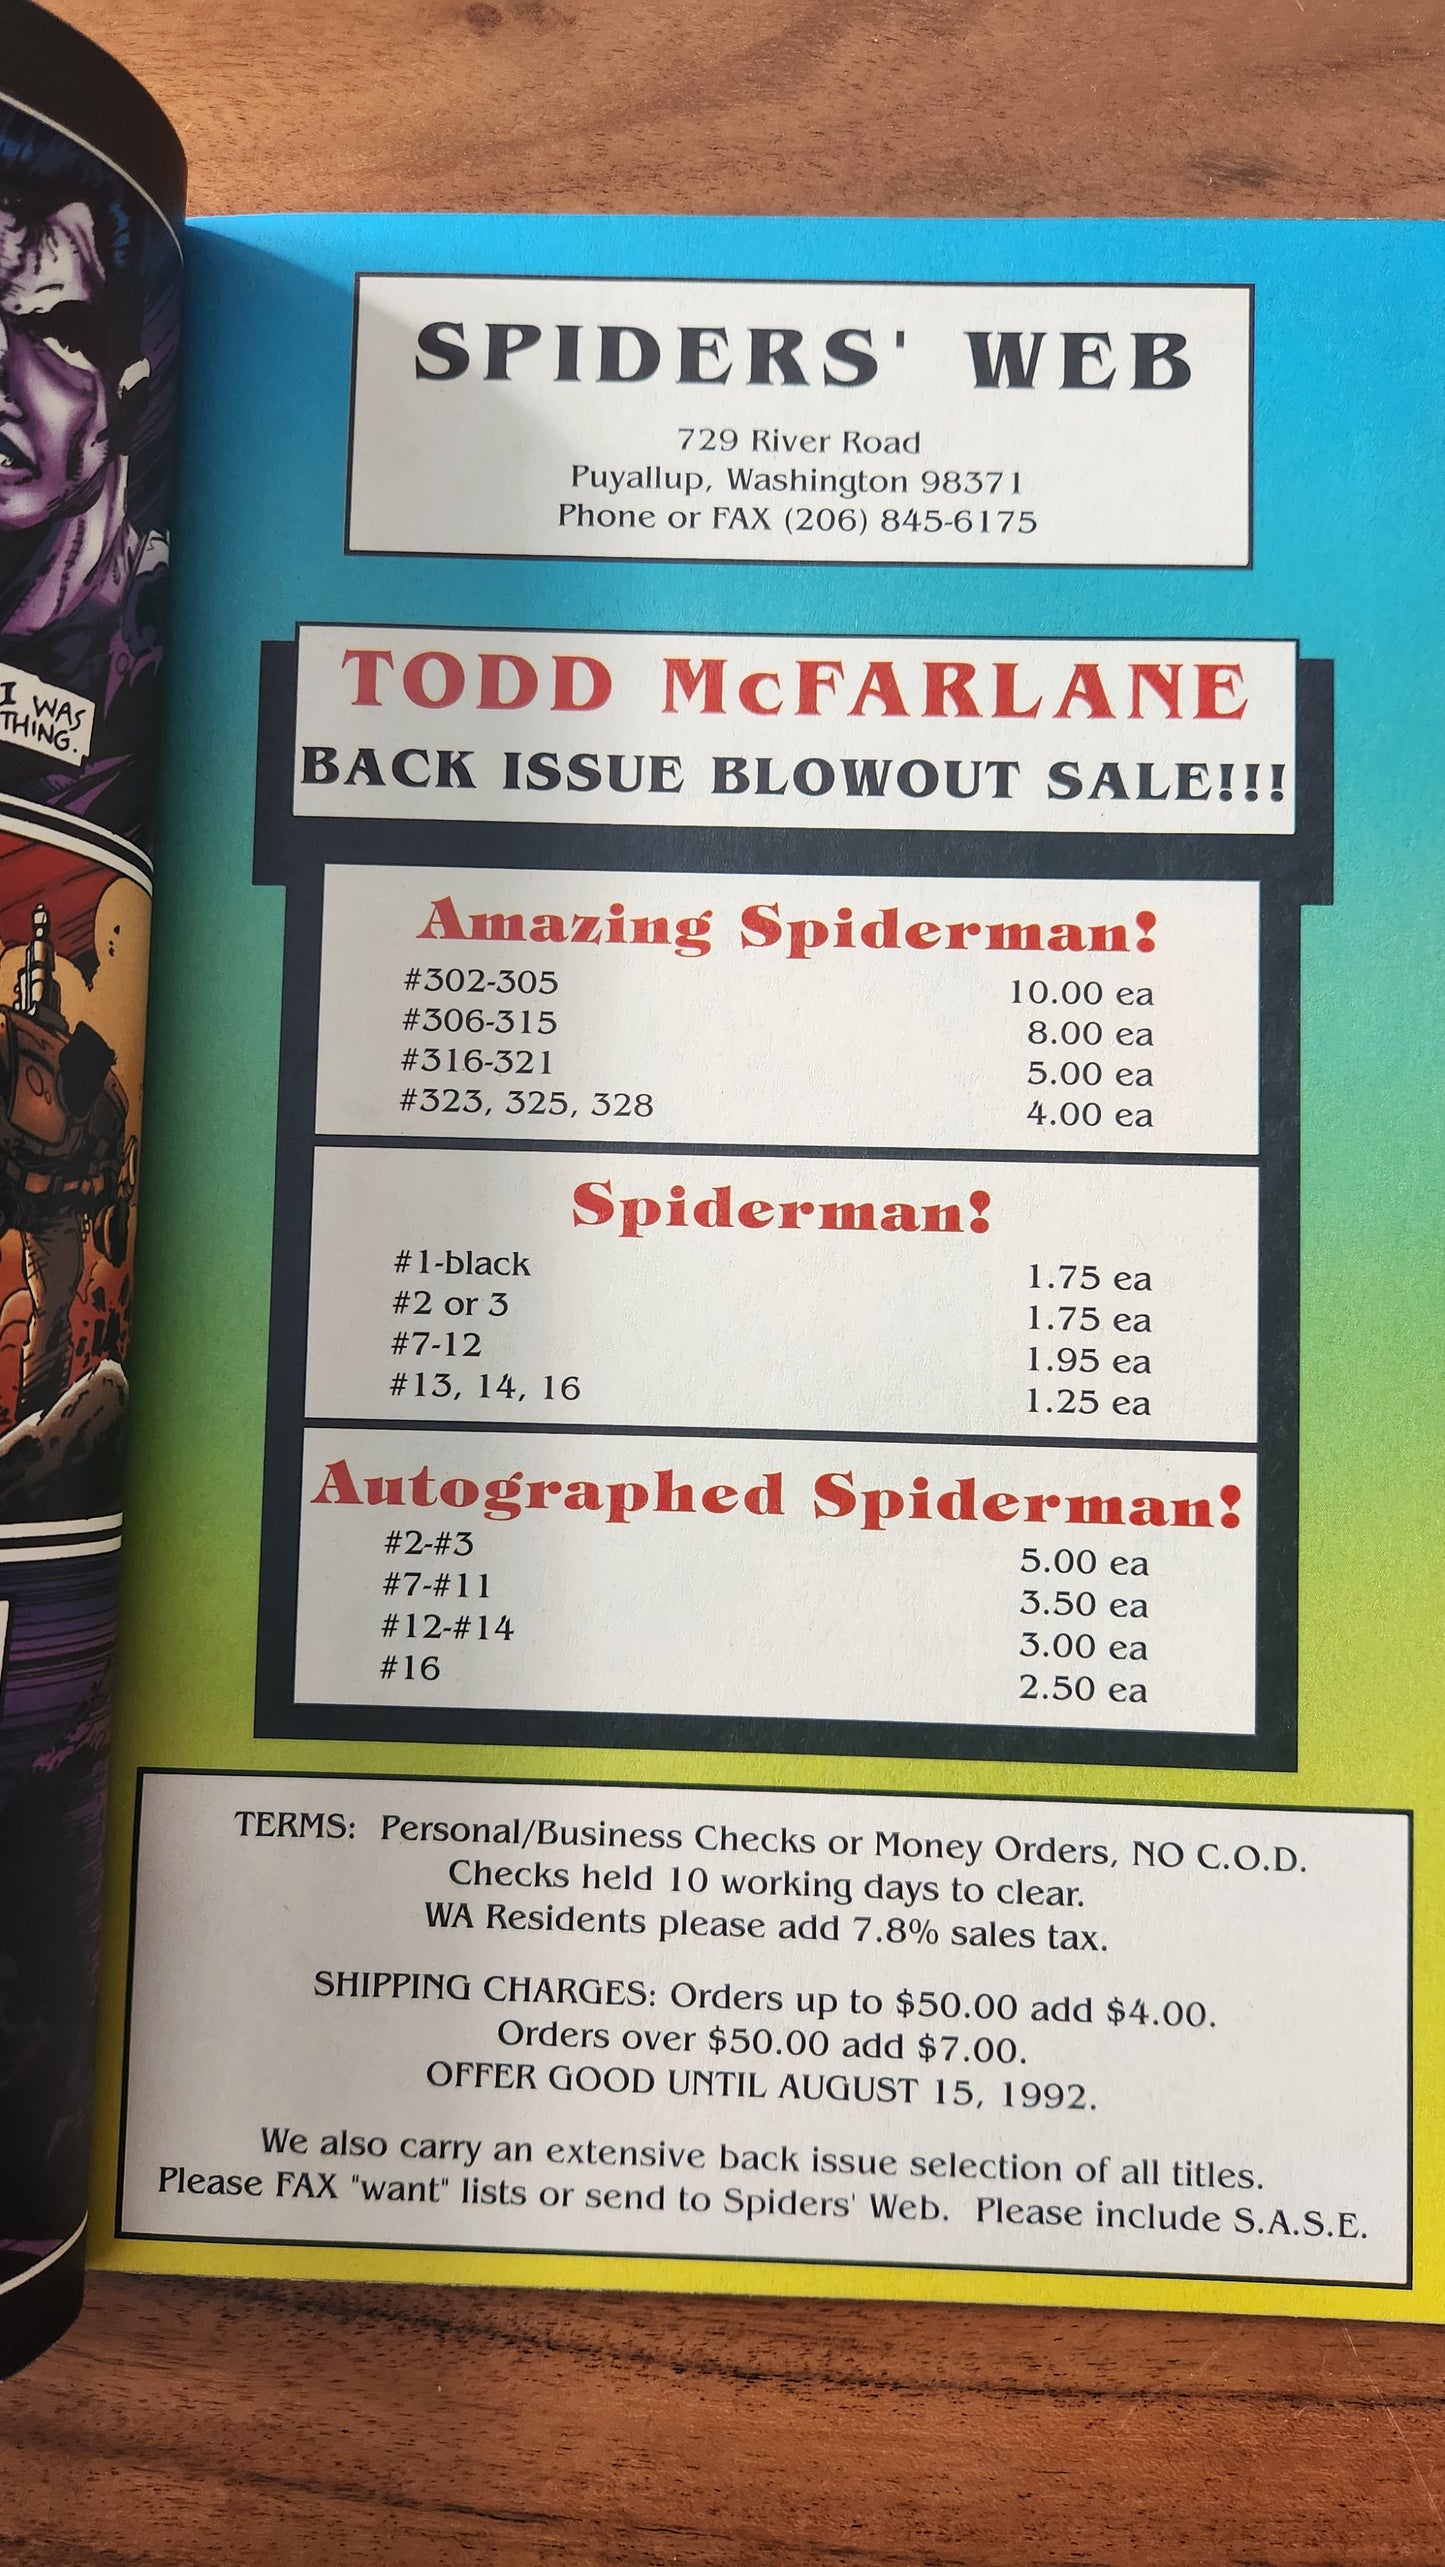 I WAS
THING.
SPIDERS' WEB
729 River Road
Puyallup, Washington 98371
Phone or FAX (206) 845-6175
TODD McFARLANE
BACK ISSUE BLOWOUT SALE!!!
Amazing Spiderman!
#302-305 10.00 ea
#306-315 8.00 ea
#316-321 5.00 ea
#323, 325, 328 4.00 ea
Spiderman!
#1-black 1.75 ea
#2 or 3 1.75 ea
#7-12 1.95 ea
#13, 14, 16 1.25 ea
Autographed Spiderman!
#2-#3 5.00 ea
#7-#11 3.50 ea
#12-#14 3.00 ea
#16 2.50 ea
TERMS: Personal/Business Checks or Money Orders, NO C.O.D.
Checks held 10 working days to clear.
WA Residents please add 7.8% sales tax.
SHIPPING CHARGES: Orders up to $50.00 add $4.00.
Orders over $50.00 add $7.00.
OFFER GOOD UNTIL AUGUST 15, 1992.
We also carry an extensive back issue selection of all titles.
Please FAX "want" lists or send to Spiders' Web. Please include S.A.S.E.